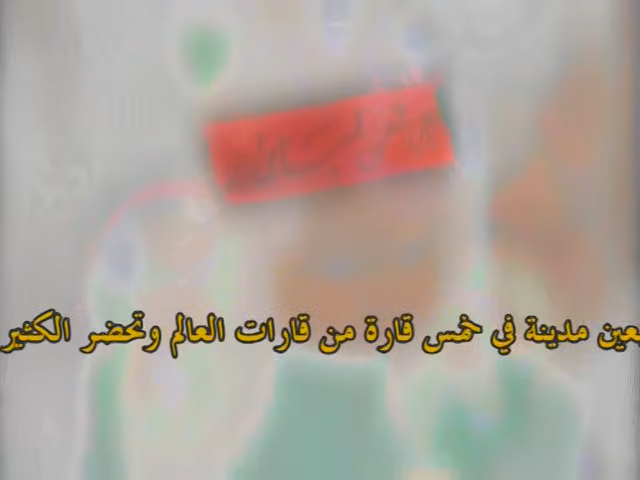 عين مدينة في خمس قارة من قارات العالم وتحضر الكثير